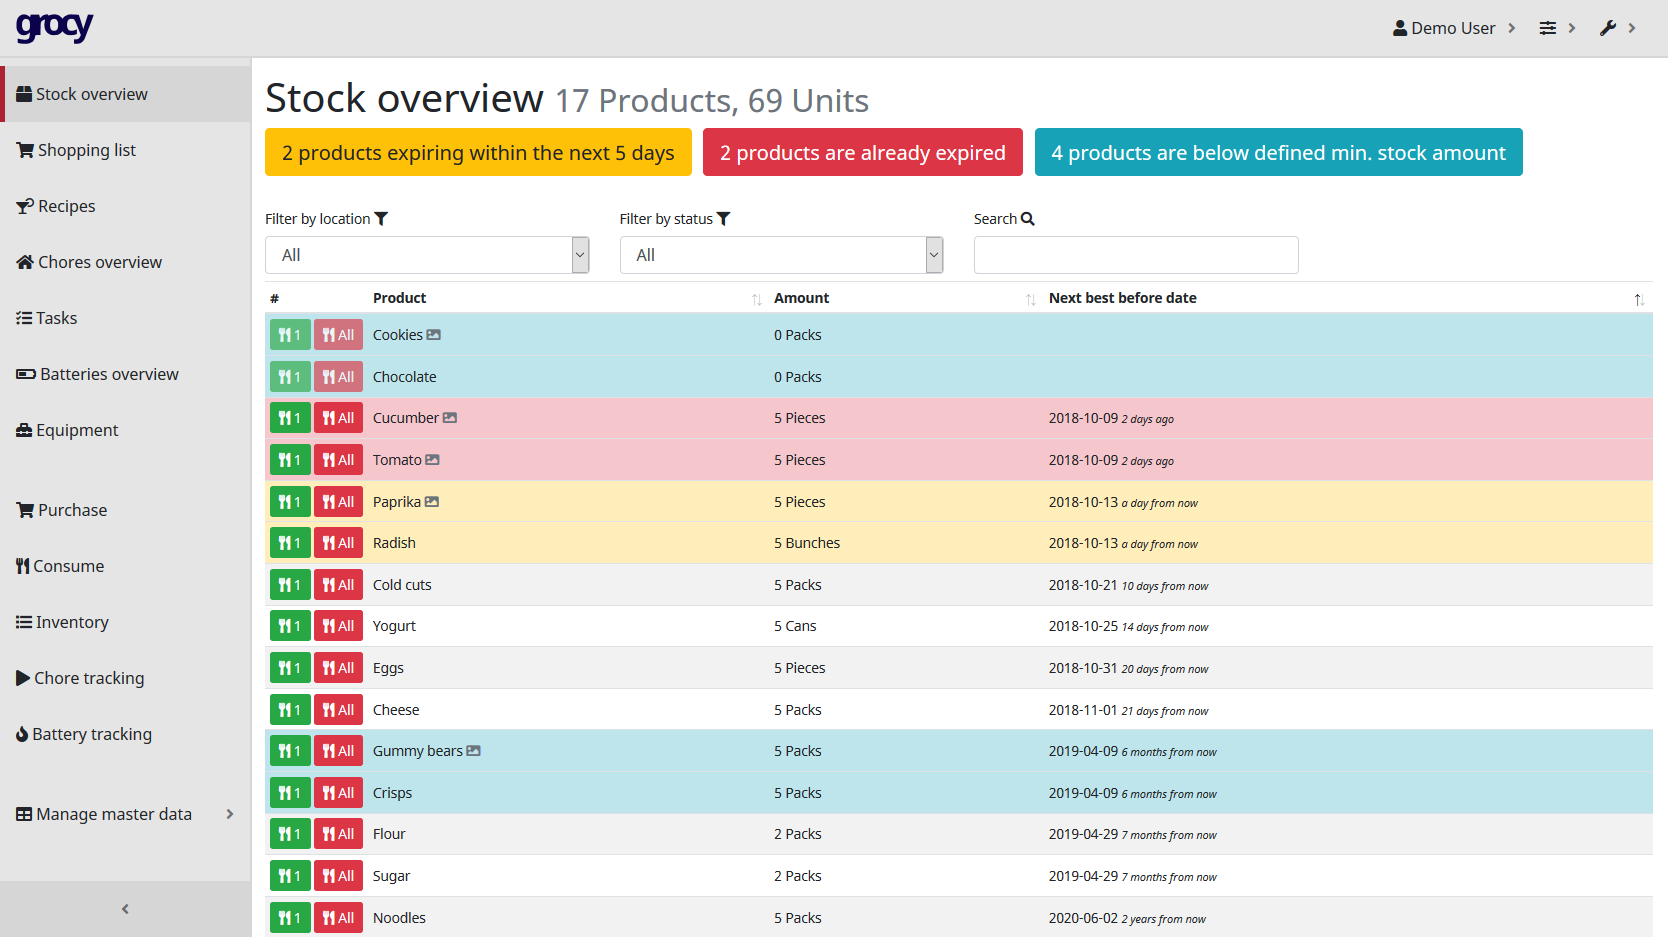 grocy
Demo User
Stock overview
Shopping list
Recipes
Chores overview
Tasks
Batteries overview
Equipment
Purchase
Consume
Inventory
Chore tracking
Battery tracking
Manage master data
Stock overview 17 Products, 69 Units
2 products expiring within the next 5 days
2 products are already expired
4 products are below defined min. stock amount
Filter by location
Filter by status
Search
All
All
# Product Amount Next best before date
1 All Cookies 0 Packs
1 All Chocolate 0 Packs
1 All Cucumber 5 Pieces 2018-10-09 2 days ago
1 All Tomato 5 Pieces 2018-10-09 2 days ago
1 All Paprika 5 Pieces 2018-10-13 a day from now
1 All Radish 5 Bunches 2018-10-13 a day from now
1 All Cold cuts 5 Packs 2018-10-21 10 days from now
1 All Yogurt 5 Cans 2018-10-25 14 days from now
1 All Eggs 5 Pieces 2018-10-31 20 days from now
1 All Cheese 5 Packs 2018-11-01 21 days from now
1 All Gummy bears 5 Packs 2019-04-09 6 months from now
1 All Crisps 5 Packs 2019-04-09 6 months from now
1 All Flour 2 Packs 2019-04-29 7 months from now
1 All Sugar 2 Packs 2019-04-29 7 months from now
1 All Noodles 5 Packs 2020-06-02 2 years from now